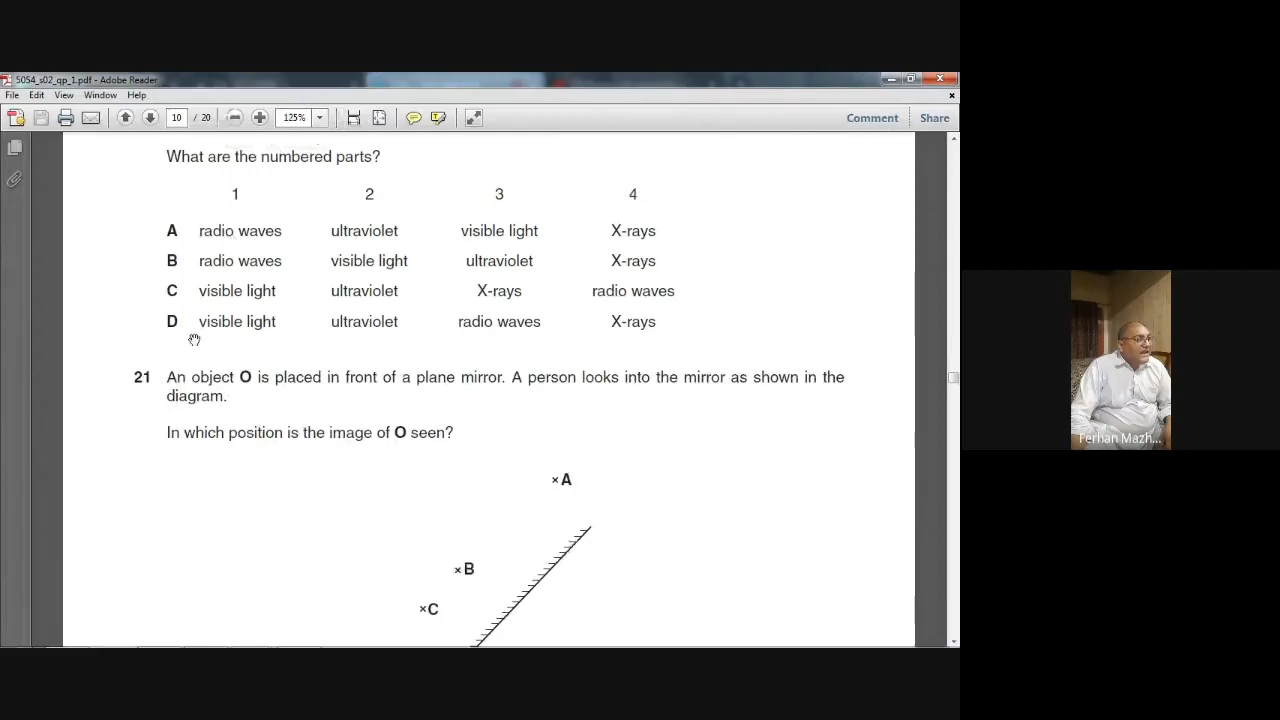 5054_s02_qp_1.pdf - Adobe Reader
File Edit View Window Help
10 / 20 125% Comment Share
What are the numbered parts?
1 2 3 4
A radio waves ultraviolet visible light X-rays
B radio waves visible light ultraviolet X-rays
C visible light ultraviolet X-rays radio waves
D visible light ultraviolet radio waves X-rays
21 An object O is placed in front of a plane mirror. A person looks into the mirror as shown in the
diagram.
In which position is the image of O seen?
× A
× B
× C
Ferhan Mazh...